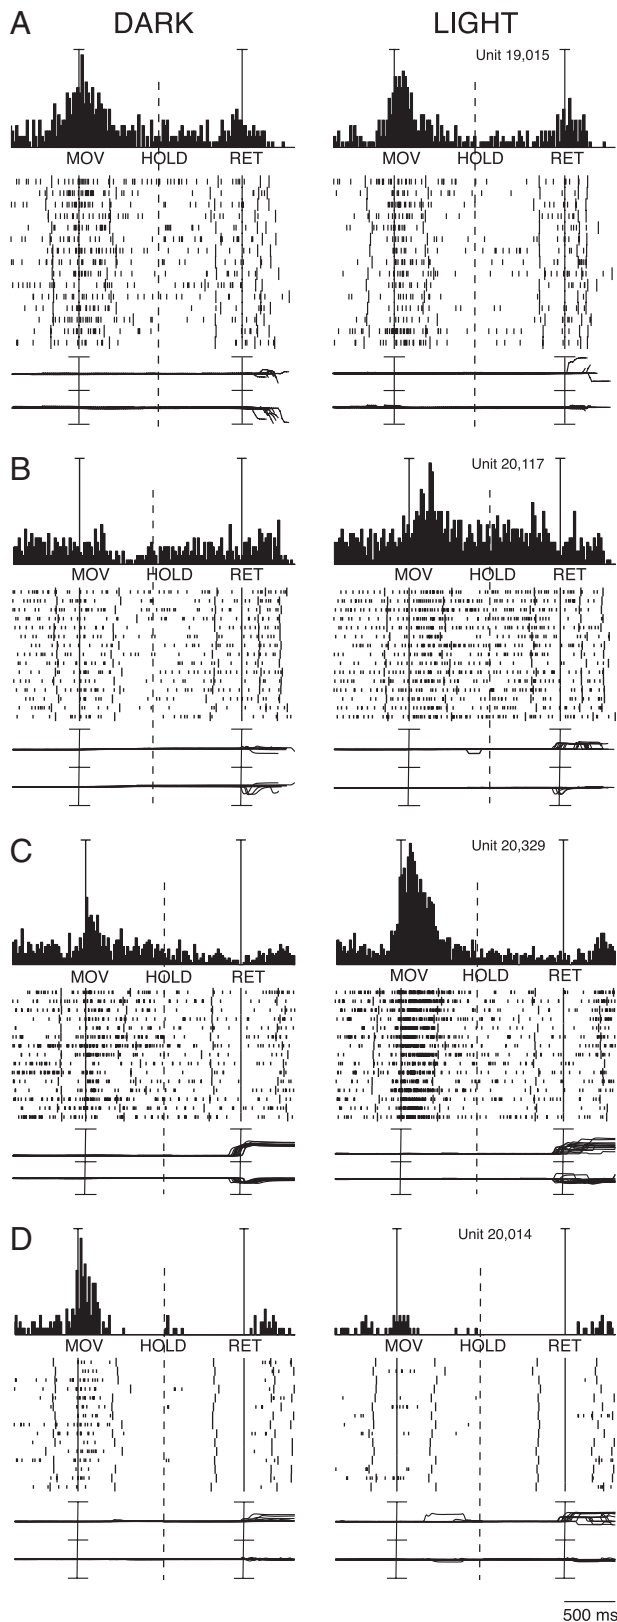 A DARK LIGHT
Unit 19,015
MOV HOLD RET MOV HOLD RET
B Unit 20,117
MOV HOLD RET MOV HOLD RET
C Unit 20,329
MOV HOLD RET MOV HOLD RET
D Unit 20,014
MOV HOLD RET MOV HOLD RET
500 ms